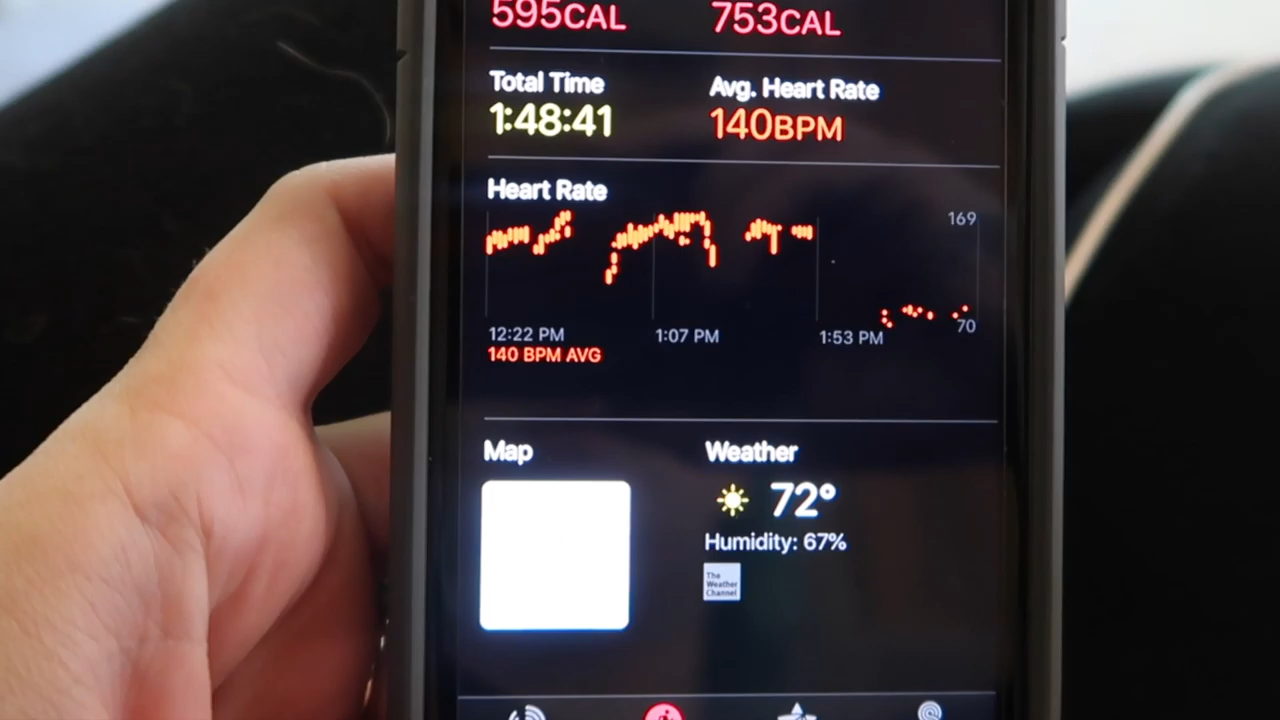 595CAL 753CAL
Total Time Avg. Heart Rate
1:48:41 140BPM
Heart Rate
169
70
12:22 PM 1:07 PM 1:53 PM
140 BPM AVG
Map Weather
72°
Humidity: 67%
The
Weather
Channel